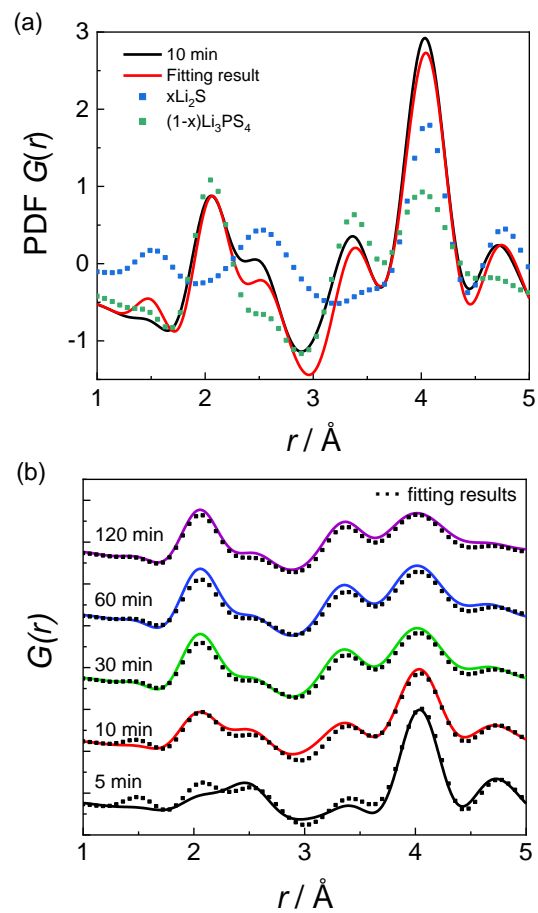 (a)
10 min
Fitting result
xLi₂S
(1-x)Li₃PS₄
PDF G(r)
3
2
1
0
-1
1 2 3 4 5
r / Å
(b)
fitting results
120 min
60 min
30 min
10 min
5 min
G(r)
1 2 3 4 5
r / Å